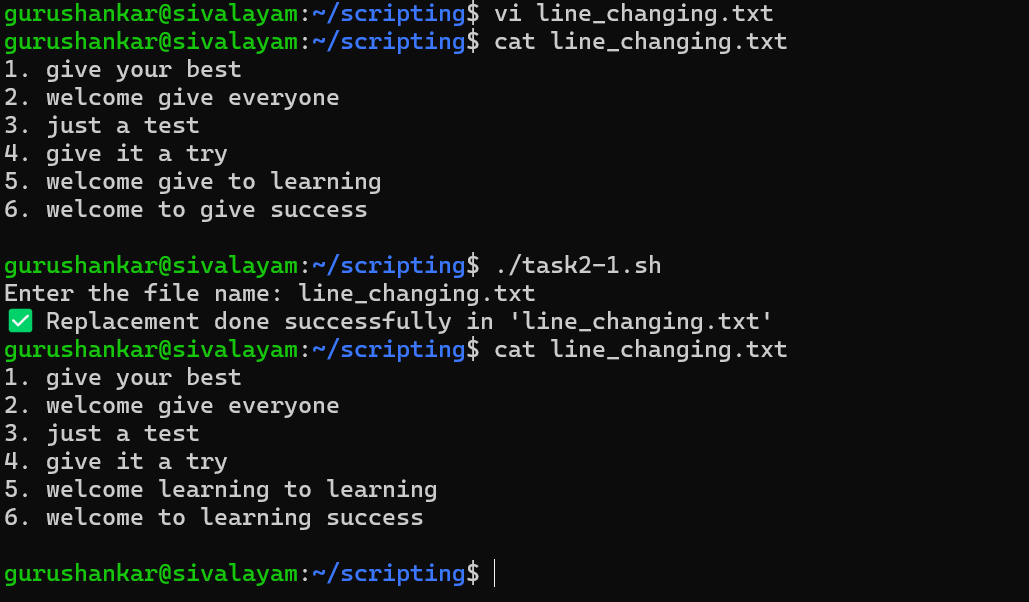 gurushankar@sivalayam:~/scripting$ vi line_changing.txt
gurushankar@sivalayam:~/scripting$ cat line_changing.txt
1. give your best
2. welcome give everyone
3. just a test
4. give it a try
5. welcome give to learning
6. welcome to give success
gurushankar@sivalayam:~/scripting$ ./task2-1.sh
Enter the file name: line_changing.txt
✅ Replacement done successfully in 'line_changing.txt'
gurushankar@sivalayam:~/scripting$ cat line_changing.txt
1. give your best
2. welcome give everyone
3. just a test
4. give it a try
5. welcome learning to learning
6. welcome to learning success
gurushankar@sivalayam:~/scripting$